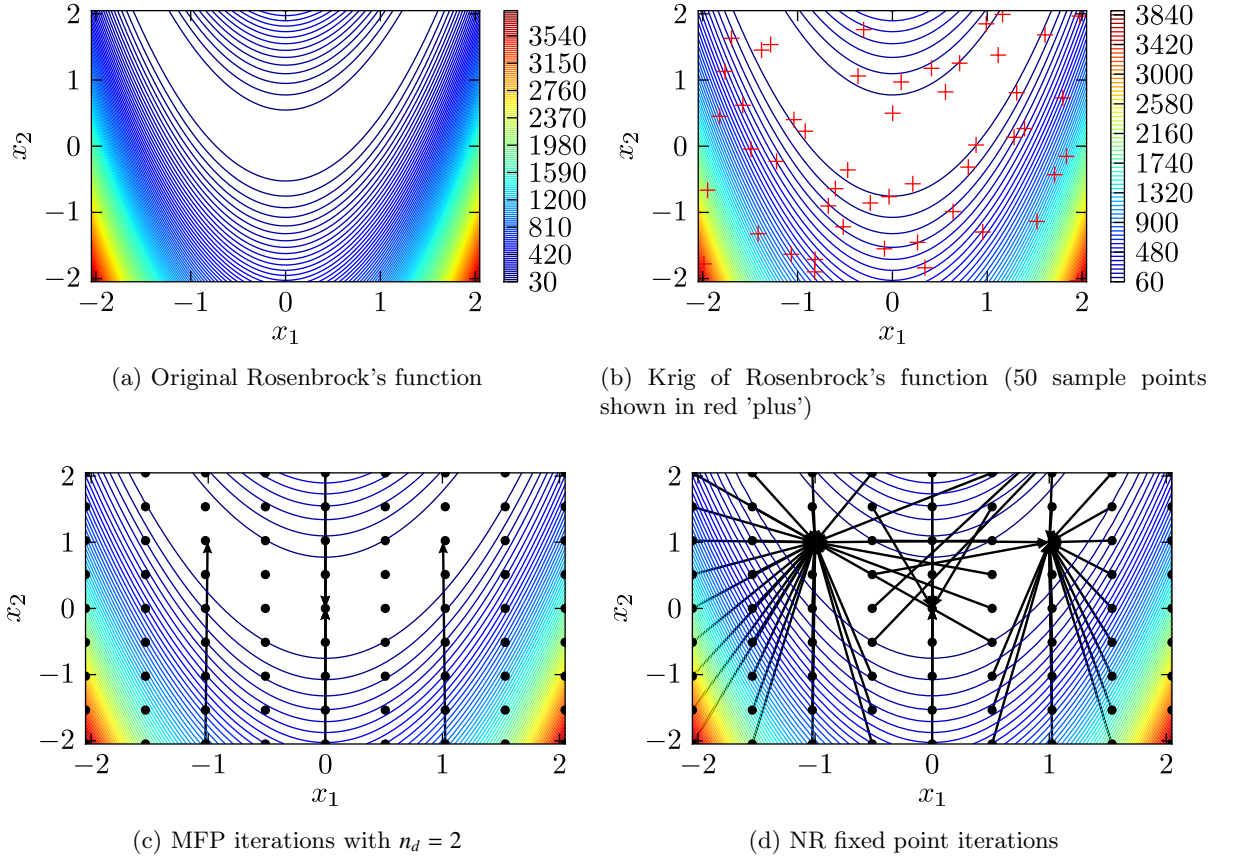 2
1
0
−1
−2
x2
−2 −1 0 1 2
x1
3540
3150
2760
2370
1980
1590
1200
810
420
30
(a) Original Rosenbrock's function
2
1
0
−1
−2
x2
−2 −1 0 1 2
x1
3840
3420
3000
2580
2160
1740
1320
900
480
60
(b) Krig of Rosenbrock's function (50 sample points
shown in red 'plus')
2
1
0
−1
−2
x2
−2 −1 0 1 2
x1
(c) MFP iterations with nd = 2
2
1
0
−1
−2
x2
−2 −1 0 1 2
x1
(d) NR fixed point iterations